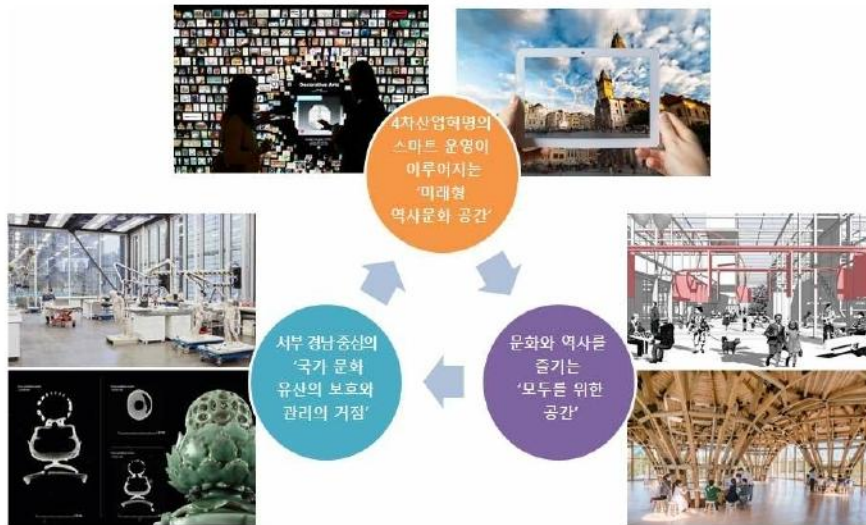 Decorative Arts
4차산업혁명의
스마트 운영이
이루어지는
‘미래형
역사문화 공간’
서부 경남 중심의
‘국가 문화
유산의 보호와
관리의 거점’
문화와 역사를
즐기는
‘모두를 위한
공간’